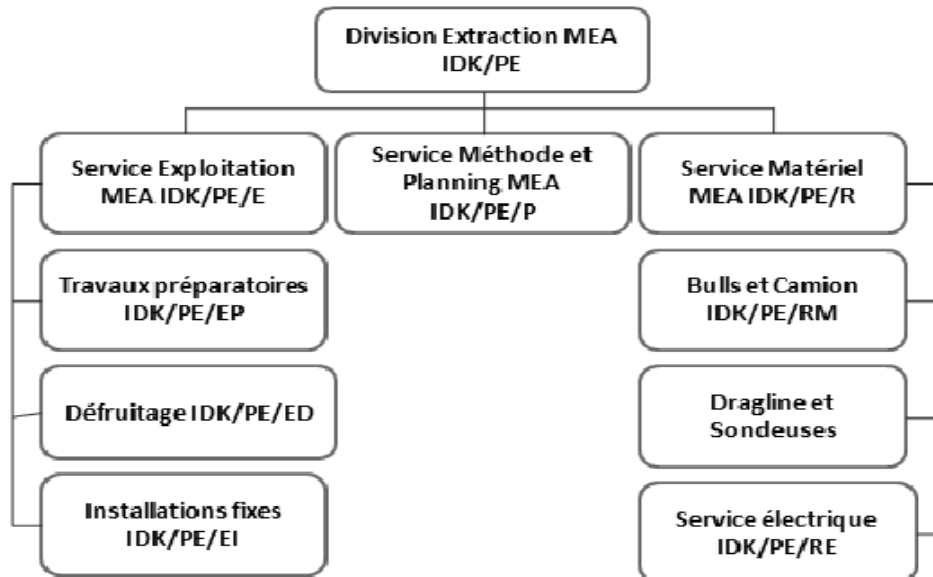 Division Extraction MEA
IDK/PE
Service Exploitation
MEA IDK/PE/E
Service Méthode et
Planning MEA
IDK/PE/P
Service Matériel
MEA IDK/PE/R
Travaux préparatoires
IDK/PE/EP
Bulls et Camion
IDK/PE/RM
Défruitage IDK/PE/ED
Dragline et
Sondeuses
Installations fixes
IDK/PE/EI
Service électrique
IDK/PE/RE